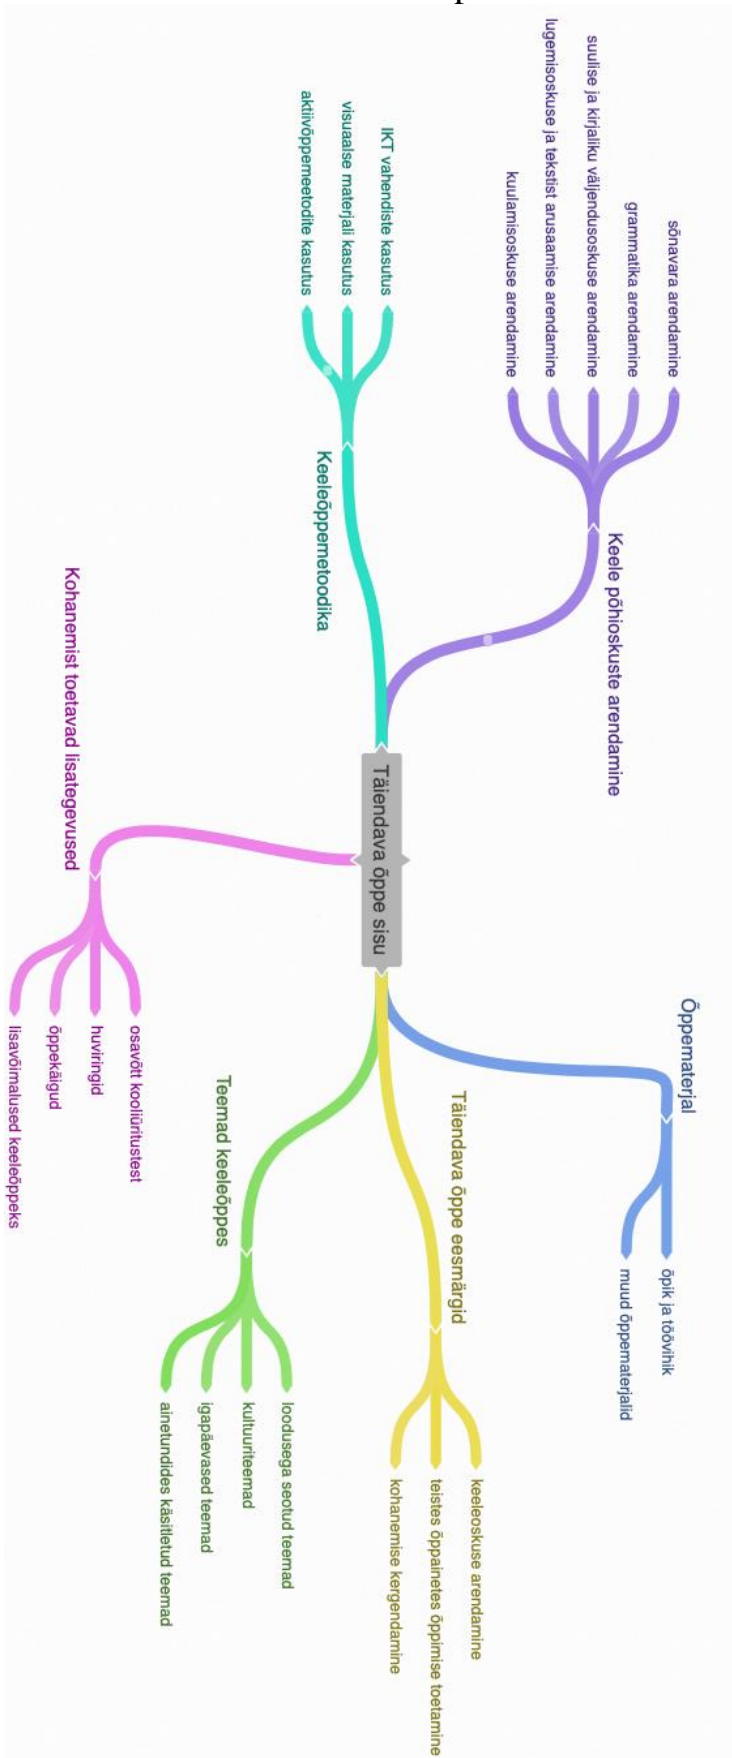 Täiendava õppe sisu
Õppematerjal
õpik ja töövihik
muud õppematerjalid
Täiendava õppe eesmärgid
keeleoskuse arendamine
teistes õppainetes õppimise toetamine
kohanemise kergendamine
Teemad keeleõppes
loodusega seotud teemad
kultuuriteemad
igapäevased teemad
ainetundides käsitletud teemad
Keele põhioskuste arendamine
sõnavara arendamine
grammatika arendamine
suulise ja kirjaliku väljendusoskuse arendamine
lugemisoskuse ja tekstist arusaamise arendamine
kuulamisoskuse arendamine
Keeleõppemetoodika
IKT vahendiste kasutus
visuaalse materjali kasutus
aktiivõppemeetodite kasutus
Kohanemist toetavad lisategevused
osavõtt kooliüritustest
huviringid
õppekäigud
lisavõimalused keeleõppeks